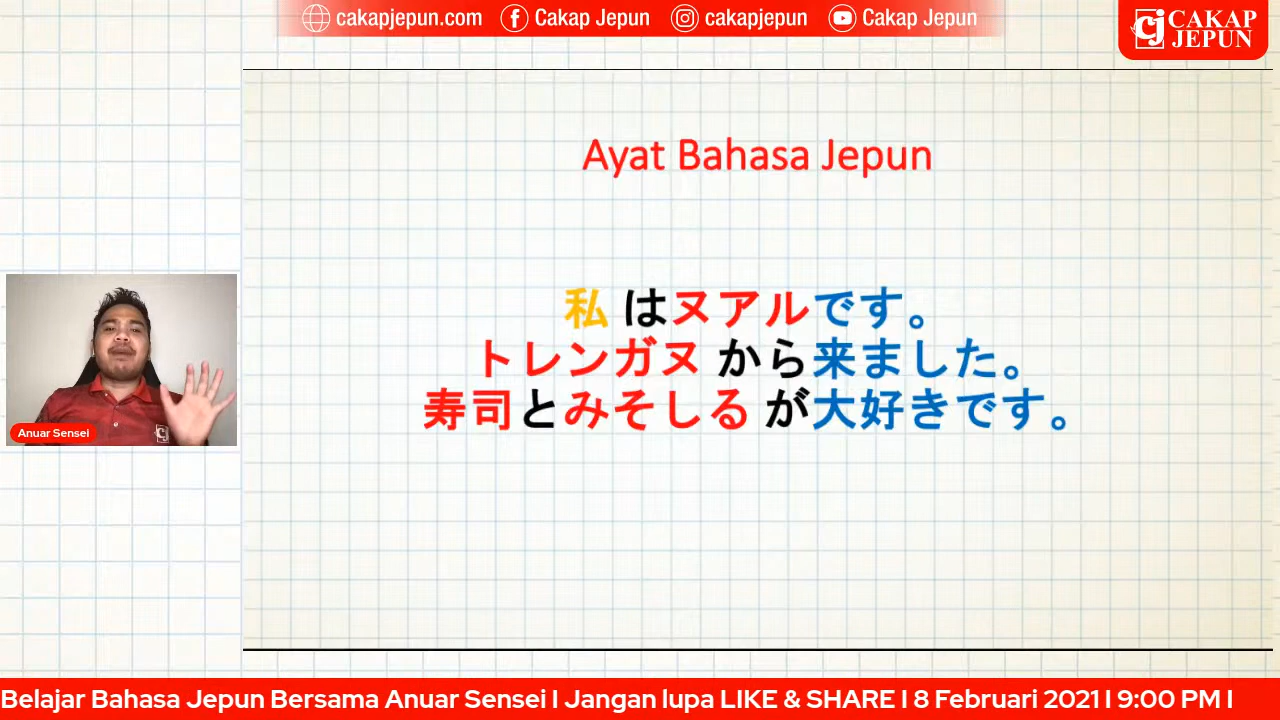 cakapjepun.com Cakap Jepun cakapjepun Cakap Jepun
CAKAP
JEPUN
Ayat Bahasa Jepun
私 はヌアルです。
トレンガヌ から来ました。
寿司とみそしる が大好きです。
Anuar Sensei
Belajar Bahasa Jepun Bersama Anuar Sensei I Jangan lupa LIKE & SHARE I 8 Februari 2021 I 9:00 PM I